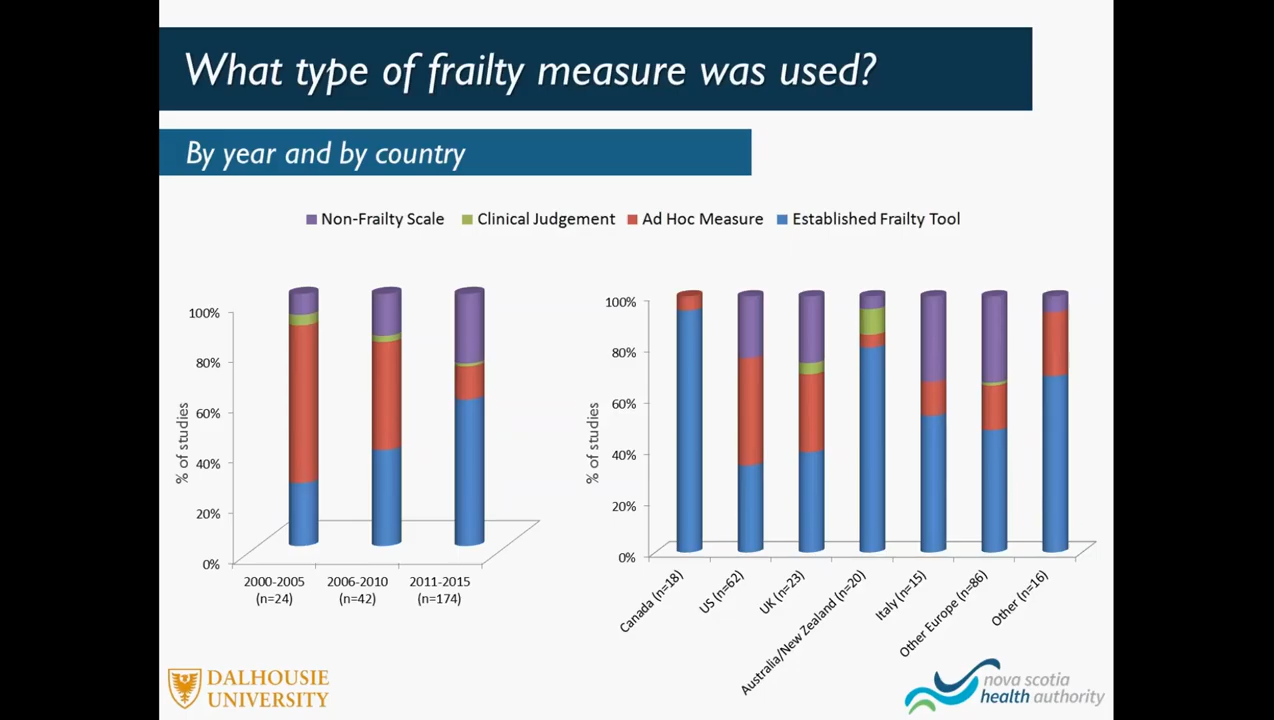 What type of frailty measure was used?
By year and by country
Non-Frailty Scale Clinical Judgement Ad Hoc Measure Established Frailty Tool
% of studies
100%
80%
60%
40%
20%
0%
2000-2005 2006-2010 2011-2015
(n=24) (n=42) (n=174)
% of studies
100%
80%
60%
40%
20%
0%
Canada (n=18)
US (n=62)
UK (n=23)
Australia/New Zealand (n=20)
Italy (n=15)
Other Europe (n=86)
Other (n=16)
DALHOUSIE
UNIVERSITY
nova scotia
health authority